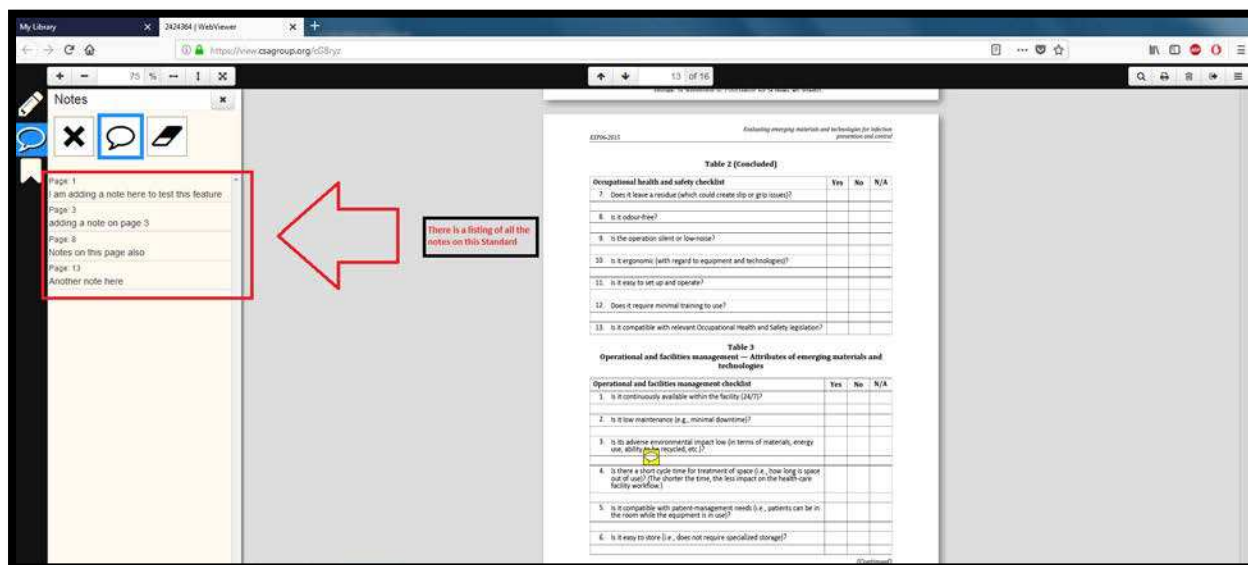 My Library
2424364 | WebViewer
https://view.csagroup.org/cGBryz
75 %
13 of 16
Notes
Page: 1
I am adding a note here to test this feature
Page: 3
adding a note on page 3
Page: 8
Notes on this page also
Page: 13
Another note here
There is a listing of all the
notes on this Standard
EXP06-2015
Evaluating emerging materials and technologies for infection
prevention and control
Table 2 (Concluded)
Occupational health and safety checklist Yes No N/A
7. Does it leave a residue (which could create slip or grip issues)?
8. Is it odour-free?
9. Is the operation silent or low-noise?
10. Is it ergonomic (with regard to equipment and technologies)?
11. Is it easy to set up and operate?
12. Does it require minimal training to use?
13. Is it compatible with relevant Occupational Health and Safety legislation?
Table 3
Operational and facilities management — Attributes of emerging materials and
technologies
Operational and facilities management checklist Yes No N/A
1. Is it continuously available within the facility (24/7)?
2. Is it low maintenance (e.g., minimal downtime)?
3. Is its adverse environmental impact low (in terms of materials, energy
use, ability to be recycled, etc.)?
4. Is there a short cycle time for treatment of space (i.e., how long is space
out of use)? (The shorter the time, the less impact on the health-care
facility workflow.)
5. Is it compatible with patient-management needs (i.e., patients can be in
the room while the equipment is in use)?
6. Is it easy to store (i.e., does not require specialized storage)?
(Continued)